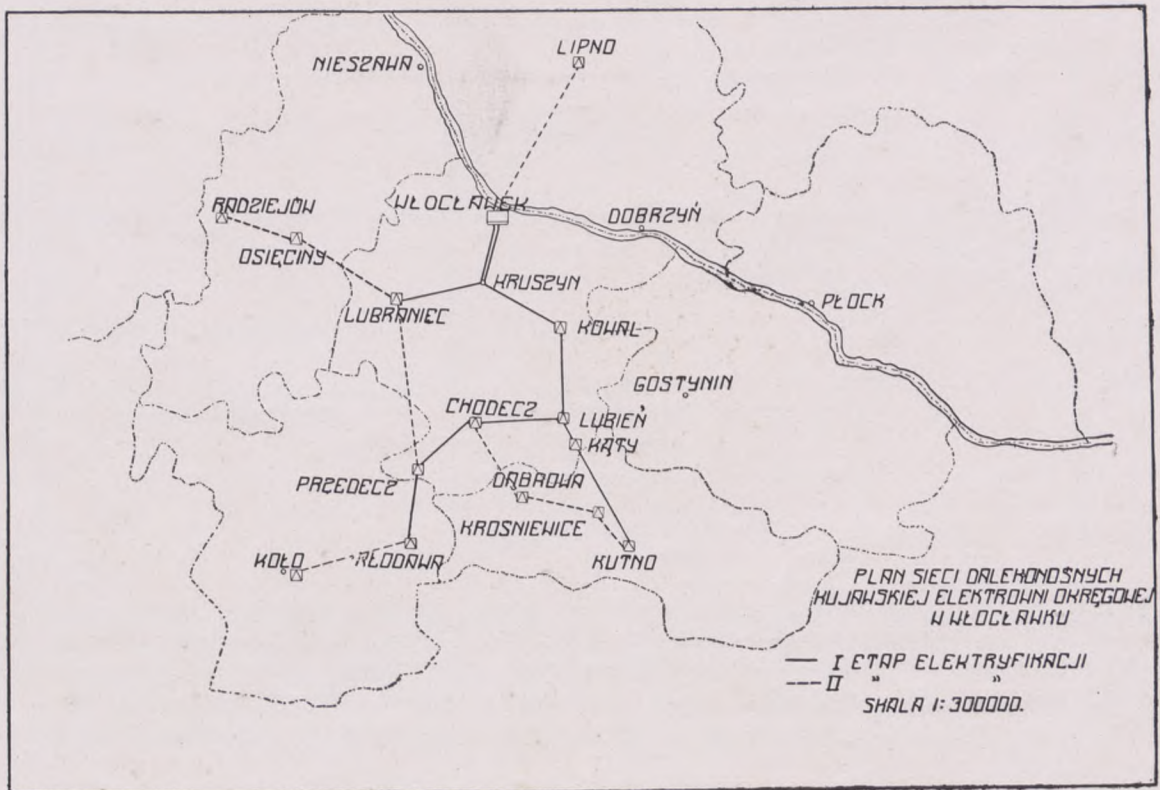 LIPNO
NIESZAWA
RADZIEJÓW
WŁOCŁAWEK
DOBRZYŃ
OSIĘCINY
KRUSZYN
LUBRANIEC
PŁOCK
KOWAL
GOSTYNIN
CHODECZ
LUBIEŃ
KĄTY
PRZEDECZ
DĄBROWA
KROŚNIEWICE
KOŁO
KŁODAWA
KUTNO
PLAN SIECI DALEKONOŚNYCH
KUJAWSKIEJ ELEKTROWNI OKRĘGOWEJ
W WŁOCŁAWKU
I ETAP ELEKTRYFIKACJI
II " "
SKALA 1:300000.